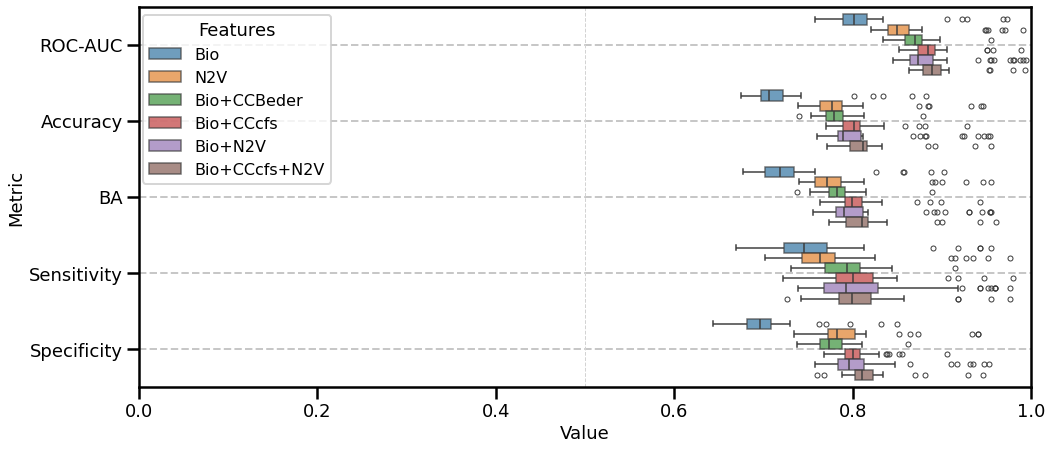 Features
Bio
N2V
Bio+CCBeder
Bio+CCcfs
Bio+N2V
Bio+CCcfs+N2V
Metric
ROC-AUC
Accuracy
BA
Sensitivity
Specificity
0.0 0.2 0.4 0.6 0.8 1.0
Value